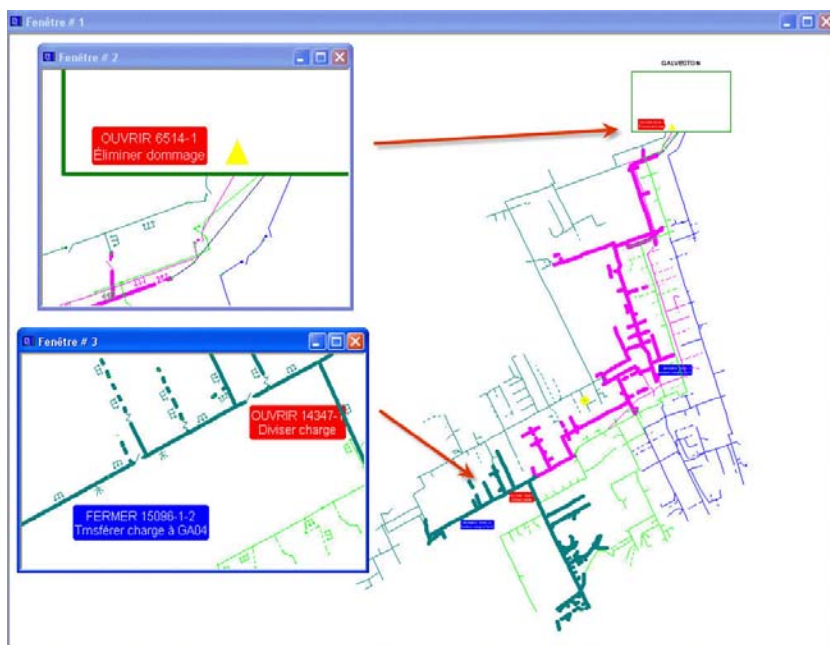 Fenêtre # 1
Fenêtre # 2
GALVESTON
OUVRIR 6514-1
Éliminer dommage
Fenêtre # 3
OUVRIR 14347-1
Diviser charge
FERMER 15096-1-2
Trnsférer charge à GA04